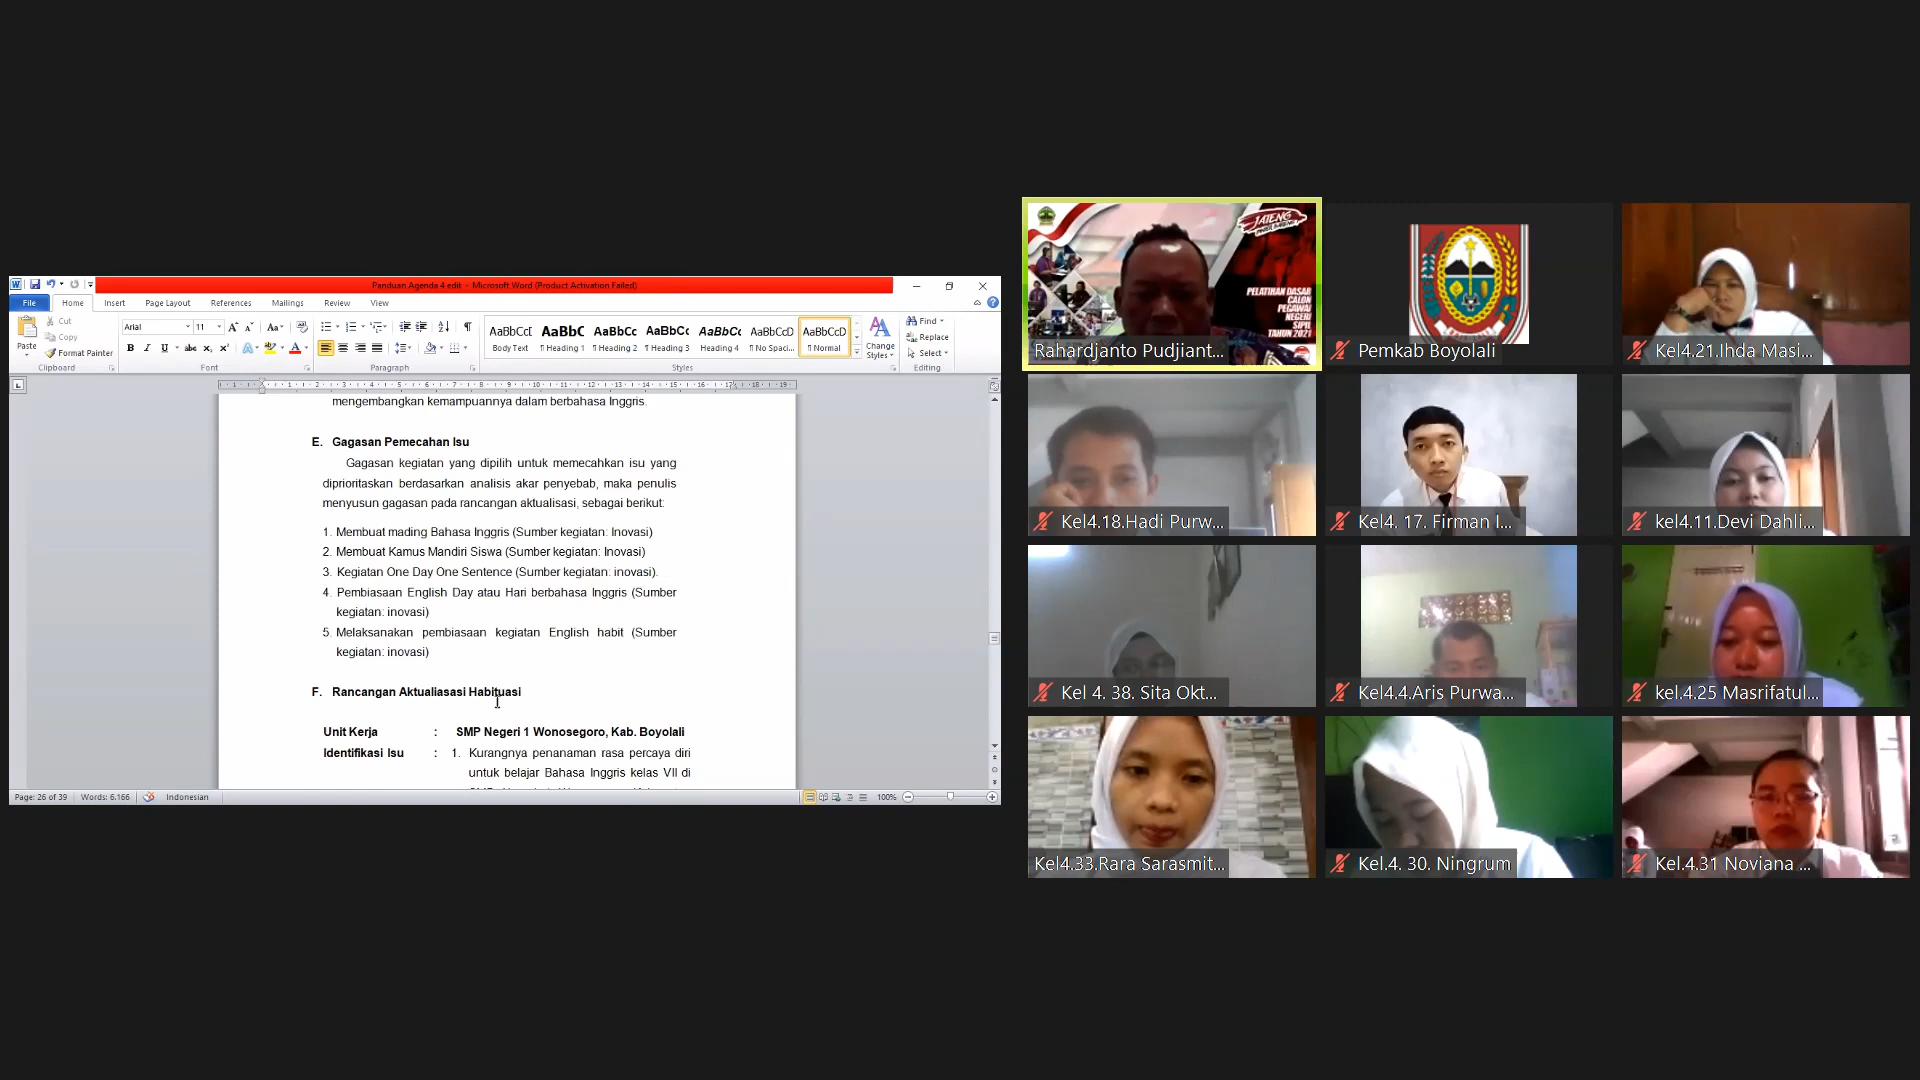 Panduan Agenda 4 edit - Microsoft Word (Product Activation Failed)
File Home Insert Page Layout References Mailings Review View
Paste
Cut
Copy
Format Painter
Clipboard
Arial 11
Font
Paragraph
AaBbCcI AaBbC AaBbCc AaBbCc AaBbCc AaBbCcD AaBbCcD
Body Text ¶ Heading 1 ¶ Heading 2 ¶ Heading 3 Heading 4 ¶ No Spaci... ¶ Normal
Change Styles
Styles
Find
Replace
Select
Editing
mengembangkan kemampuannya dalam berbahasa Inggris.
E. Gagasan Pemecahan Isu
Gagasan kegiatan yang dipilih untuk memecahkan isu yang
diprioritaskan berdasarkan analisis akar penyebab, maka penulis
menyusun gagasan pada rancangan aktualisasi, sebagai berikut:
1. Membuat mading Bahasa Inggris (Sumber kegiatan: Inovasi)
2. Membuat Kamus Mandiri Siswa (Sumber kegiatan: Inovasi)
3. Kegiatan One Day One Sentence (Sumber kegiatan: inovasi).
4. Pembiasaan English Day atau Hari berbahasa Inggris (Sumber
kegiatan: inovasi)
5. Melaksanakan pembiasaan kegiatan English habit (Sumber
kegiatan: inovasi)
F. Rancangan Aktualiasasi Habituasi
Unit Kerja : SMP Negeri 1 Wonosegoro, Kab. Boyolali
Identifikasi Isu : 1. Kurangnya penanaman rasa percaya diri
untuk belajar Bahasa Inggris kelas VII di
Page: 26 of 39 Words: 6.166 Indonesian 100%
JATENG
PELATIHAN DASAR
CALON
PEGAWAI
NEGERI
SIPIL
TAHUN 2021
Rahardjanto Pudjiant...
Pemkab Boyolali
Kel4.21.Ihda Masi...
Kel4.18.Hadi Purw...
Kel4. 17. Firman I...
kel4.11.Devi Dahli...
Kel 4. 38. Sita Okt...
Kel4.4.Aris Purwa...
kel.4.25 Masrifatul...
Kel4.33.Rara Sarasmit...
Kel.4. 30. Ningrum
Kel.4.31 Noviana ...